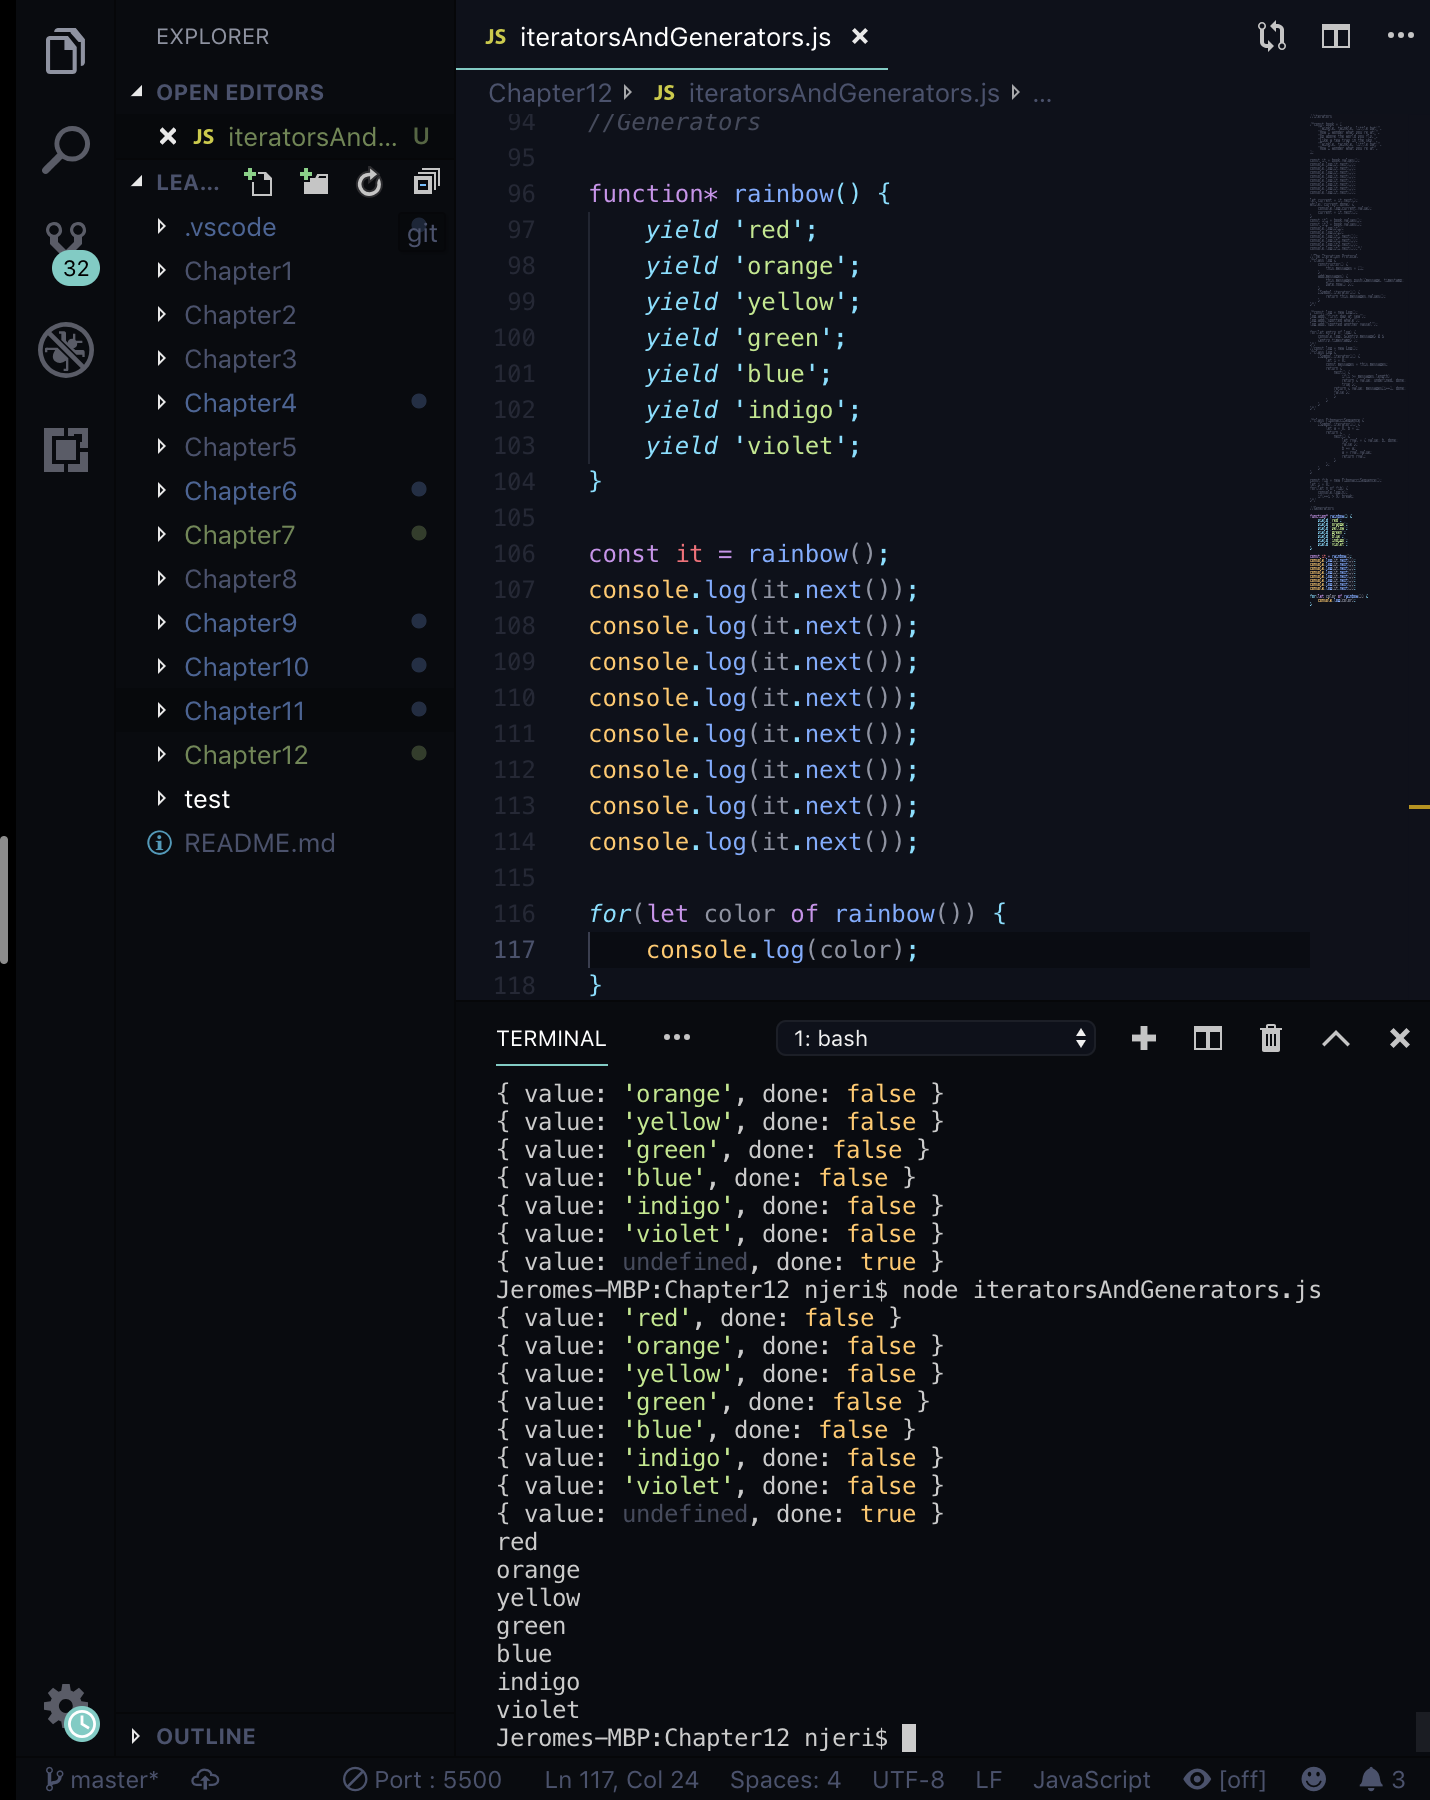 EXPLORER
OPEN EDITORS
JS iteratorsAnd... U
LEA...
.vscode
git
Chapter1
32
Chapter2
Chapter3
Chapter4
Chapter5
Chapter6
Chapter7
Chapter8
Chapter9
Chapter10
Chapter11
Chapter12
test
README.md
OUTLINE
JS iteratorsAndGenerators.js
Chapter12 JS iteratorsAndGenerators.js ...
94 //Generators
95
96 function* rainbow() {
97 yield 'red';
98 yield 'orange';
99 yield 'yellow';
100 yield 'green';
101 yield 'blue';
102 yield 'indigo';
103 yield 'violet';
104 }
105
106 const it = rainbow();
107 console.log(it.next());
108 console.log(it.next());
109 console.log(it.next());
110 console.log(it.next());
111 console.log(it.next());
112 console.log(it.next());
113 console.log(it.next());
114 console.log(it.next());
115
116 for(let color of rainbow()) {
117 console.log(color);
118 }
TERMINAL ••• 1: bash
{ value: 'orange', done: false }
{ value: 'yellow', done: false }
{ value: 'green', done: false }
{ value: 'blue', done: false }
{ value: 'indigo', done: false }
{ value: 'violet', done: false }
{ value: undefined, done: true }
Jeromes-MBP:Chapter12 njeri$ node iteratorsAndGenerators.js
{ value: 'red', done: false }
{ value: 'orange', done: false }
{ value: 'yellow', done: false }
{ value: 'green', done: false }
{ value: 'blue', done: false }
{ value: 'indigo', done: false }
{ value: 'violet', done: false }
{ value: undefined, done: true }
red
orange
yellow
green
blue
indigo
violet
Jeromes-MBP:Chapter12 njeri$
master* Port : 5500 Ln 117, Col 24 Spaces: 4 UTF-8 LF JavaScript [off] 3